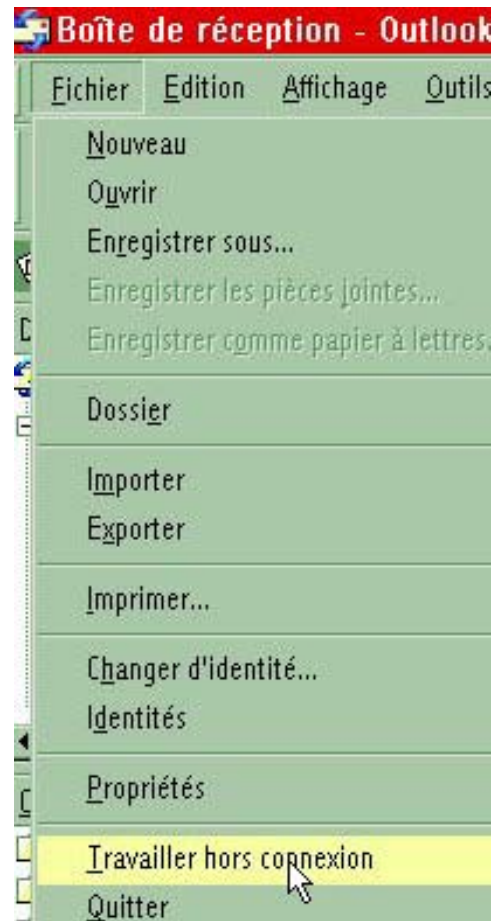 Boîte de réception - Outlook
Fichier Edition Affichage Outils
Nouveau
Ouvrir
Enregistrer sous...
Enregistrer les pièces jointes...
Enregistrer comme papier à lettres.
Dossier
Importer
Exporter
Imprimer...
Changer d'identité...
Identités
Propriétés
Travailler hors connexion
Quitter